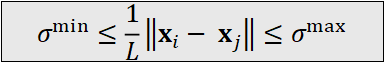 σ^min ≤ 1/L ‖𝐱_i − 𝐱_j‖ ≤ σ^max